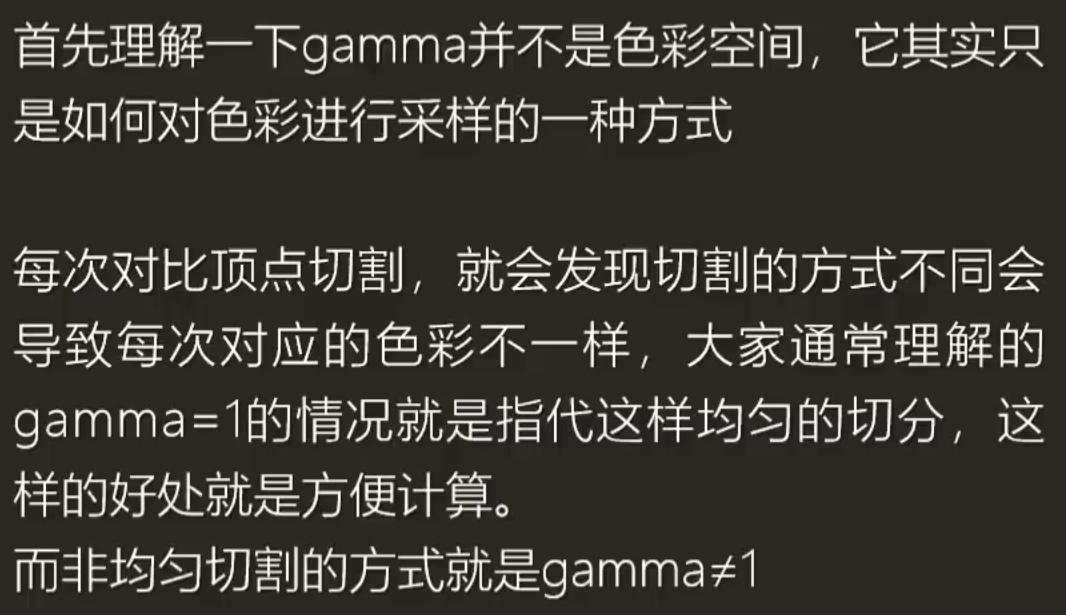 首先理解一下gamma并不是色彩空间，它其实只
是如何对色彩进行采样的一种方式
每次对比顶点切割，就会发现切割的方式不同会
导致每次对应的色彩不一样，大家通常理解的
gamma=1的情况就是指代这样均匀的切分，这
样的好处就是方便计算。
而非均匀切割的方式就是gamma≠1